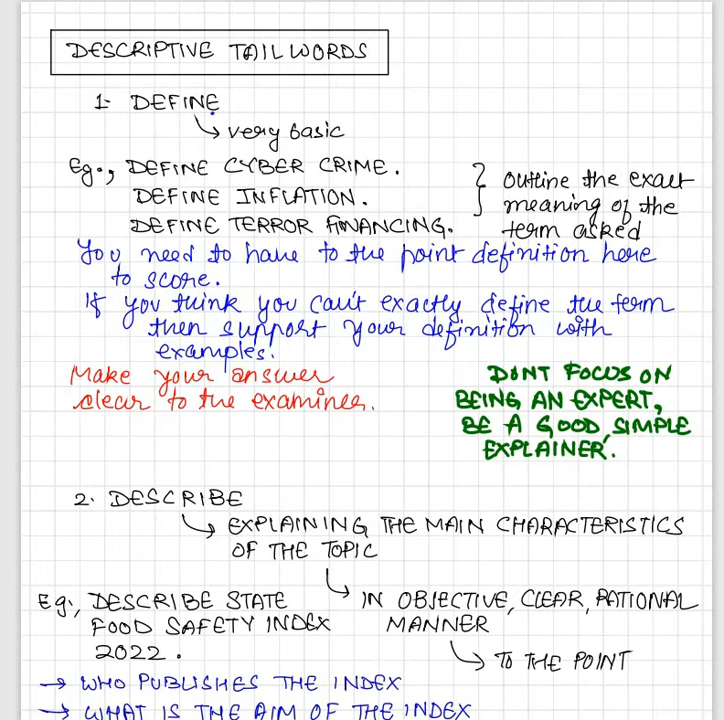 DESCRIPTIVE TAILWORDS
1- DEFINE
↳ very basic
Eg., DEFINE CYBER CRIME.
DEFINE INFLATION.
DEFINE TERROR FINANCING.
outline the exact
meaning of the
term asked
You need to have to the point definition here
to score.
If you think you can't exactly define the term
then support your definition with
examples.
Make your answer
clear to the examiner.
DONT FOCUS ON
BEING AN EXPERT,
BE A GOOD, SIMPLE
EXPLAINER.
2. DESCRIBE
↳ EXPLAINING THE MAIN CHARACTERISTICS
OF THE TOPIC
↳ IN OBJECTIVE, CLEAR, RATIONAL
MANNER
↳ TO THE POINT
Eg., DESCRIBE STATE
FOOD SAFETY INDEX
2022.
→ WHO PUBLISHES THE INDEX
→ WHAT IS THE AIM OF THE INDEX